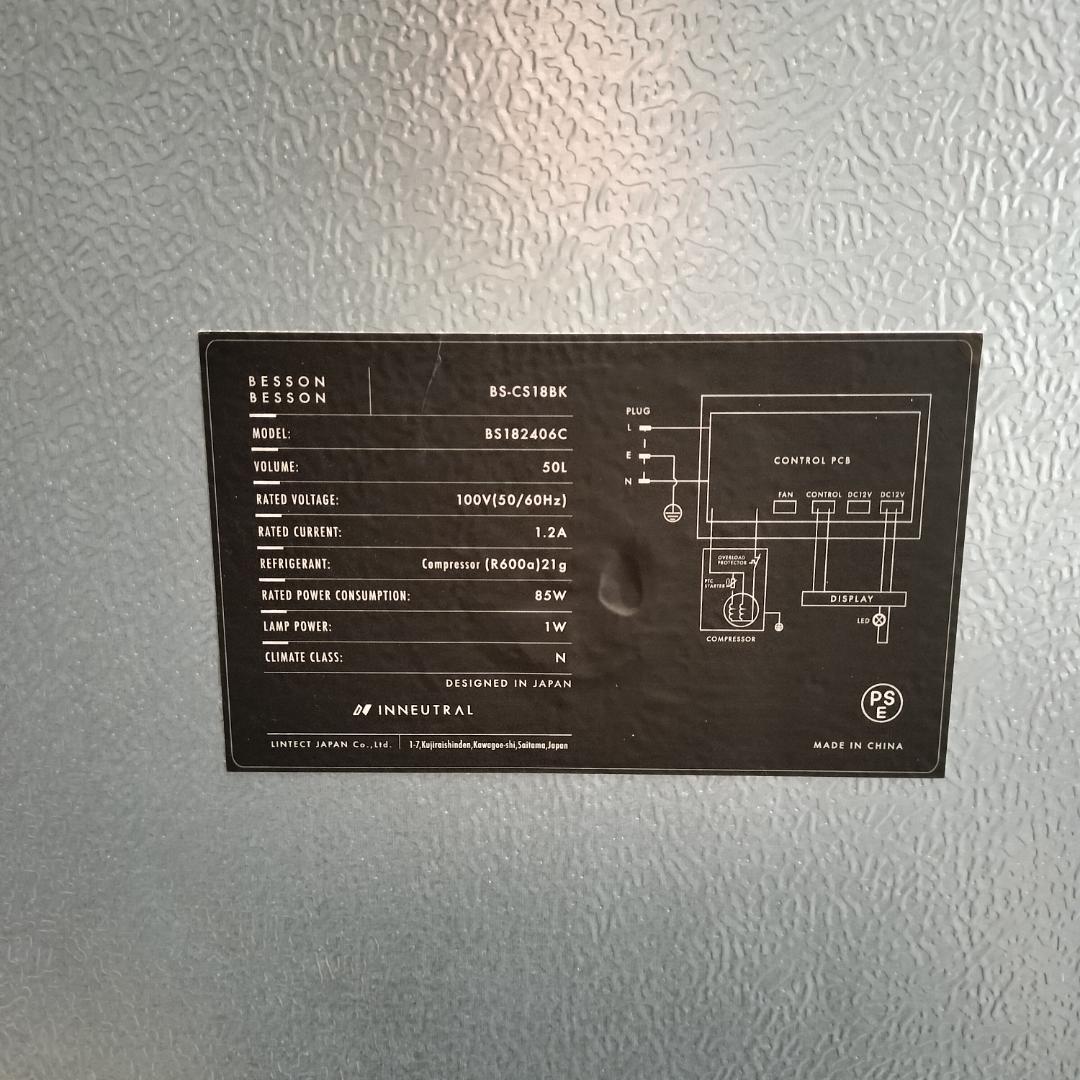 BESSON
BESSON
BS-CS18BK
MODEL: BS182406C
VOLUME: 50L
RATED VOLTAGE: 100V(50/60Hz)
RATED CURRENT: 1.2A
REFRIGERANT: Compressor (R600a)21g
RATED POWER CONSUMPTION: 85W
LAMP POWER: 1W
CLIMATE CLASS: N
DESIGNED IN JAPAN
INNEUTRAL
LINTECT JAPAN Co.,Ltd. 1-7,Kujiraishinden,Kawagoe-shi,Saitama,Japan
PLUG
L
E
N
CONTROL PCB
FAN CONTROL DC12V DC12V
OVERLOAD
PROTECTOR
PTC
STARTER
COMPRESSOR
DISPLAY
LED
PS
E
MADE IN CHINA